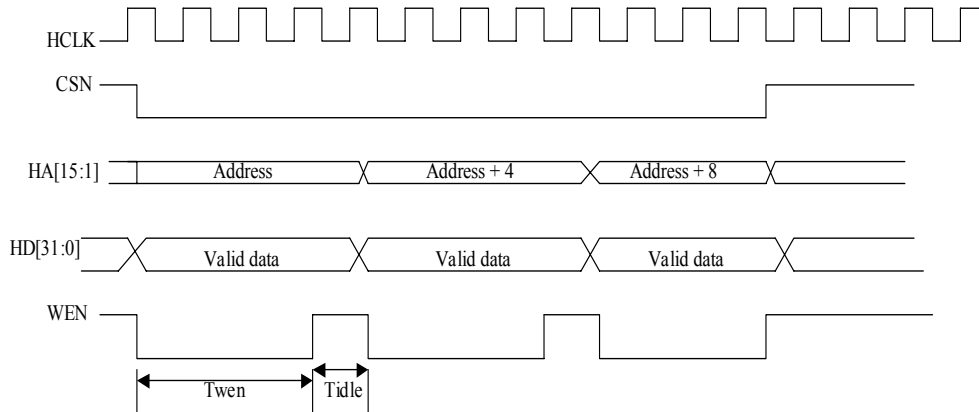 HCLK
CSN
HA[15:1] Address Address + 4 Address + 8
HD[31:0] Valid data Valid data Valid data
WEN
Twen Tidle